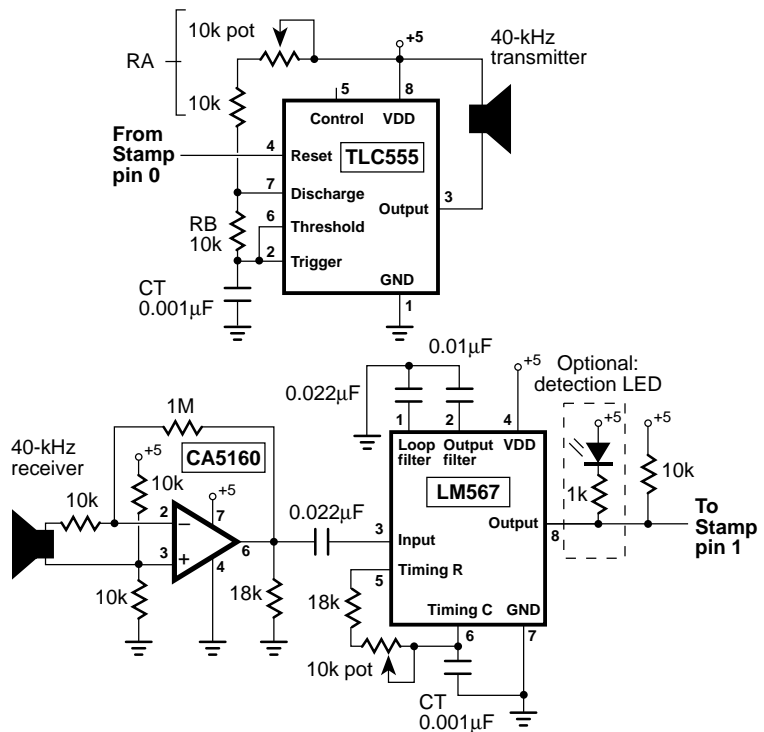 10k pot
+5
40-kHz
transmitter
RA
10k
5
8
Control
VDD
From
Stamp
pin 0
4
Reset
TLC555
7
Discharge
3
Output
RB
10k
6
Threshold
2
Trigger
CT
0.001µF
GND
1
0.01µF
+5
Optional:
detection LED
0.022µF
1M
1
2
4
+5
+5
Loop
filter
Output
filter
VDD
40-kHz
receiver
+5
CA5160
LM567
10k
10k
+5
1k
10k
0.022µF
2
–
7
3
Input
Output
8
To
Stamp
pin 1
3
+
6
4
5
Timing R
10k
18k
18k
Timing C
GND
6
7
10k pot
CT
0.001µF